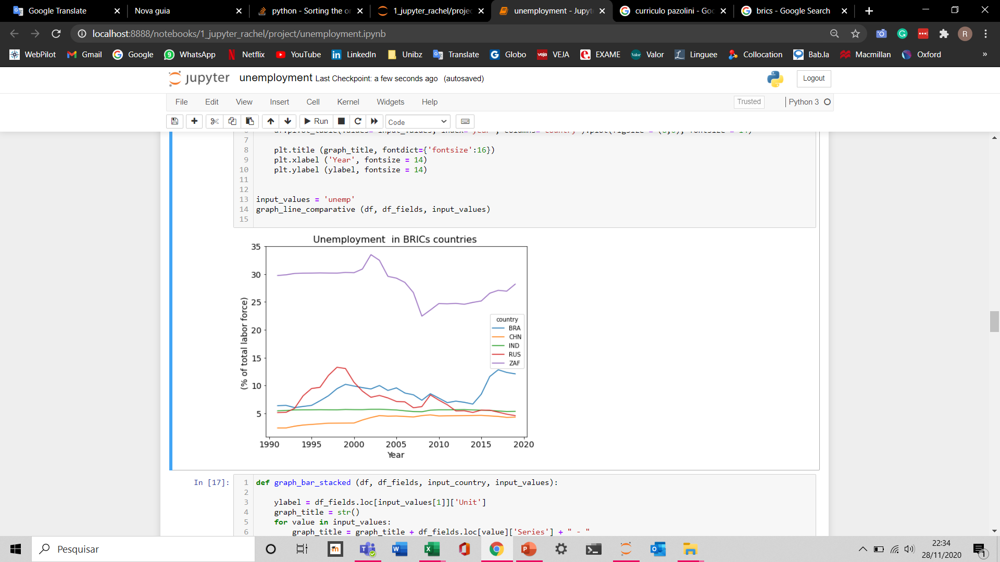 Google Translate
Nova guia
python - Sorting the or
1_jupyter_rachel/projec
unemployment - Jupyt
curriculo pazolini - Goo
brics - Google Search
localhost:8888/notebooks/1_jupyter_rachel/project/unemployment.ipynb
R
WebPilot Gmail Google WhatsApp Netflix YouTube LinkedIn Unibz Translate Globo VEJA EXAME Valor Linguee Collocation Bab.la Macmillan Oxford »
jupyter unemployment Last Checkpoint: a few seconds ago (autosaved)
Logout
File Edit View Insert Cell Kernel Widgets Help
Trusted
Python 3
Run
Code
7
8 plt.title (graph_title, fontdict={'fontsize':16})
9 plt.xlabel ('Year', fontsize = 14)
10 plt.ylabel (ylabel, fontsize = 14)
11
12
13 input_values = 'unemp'
14 graph_line_comparative (df, df_fields, input_values)
15
Unemployment in BRICs countries
(% of total labor force)
35
30
25
20
15
10
5
country
BRA
CHN
IND
RUS
ZAF
1990 1995 2000 2005 2010 2015 2020
Year
In [17]:
1 def graph_bar_stacked (df, df_fields, input_country, input_values):
2
3 ylabel = df_fields.loc[input_values[1]]['Unit']
4 graph_title = str()
5 for value in input_values:
6 graph_title = graph_title + df_fields.loc[value]['Series'] + " - "
Pesquisar
22:34
28/11/2020
1